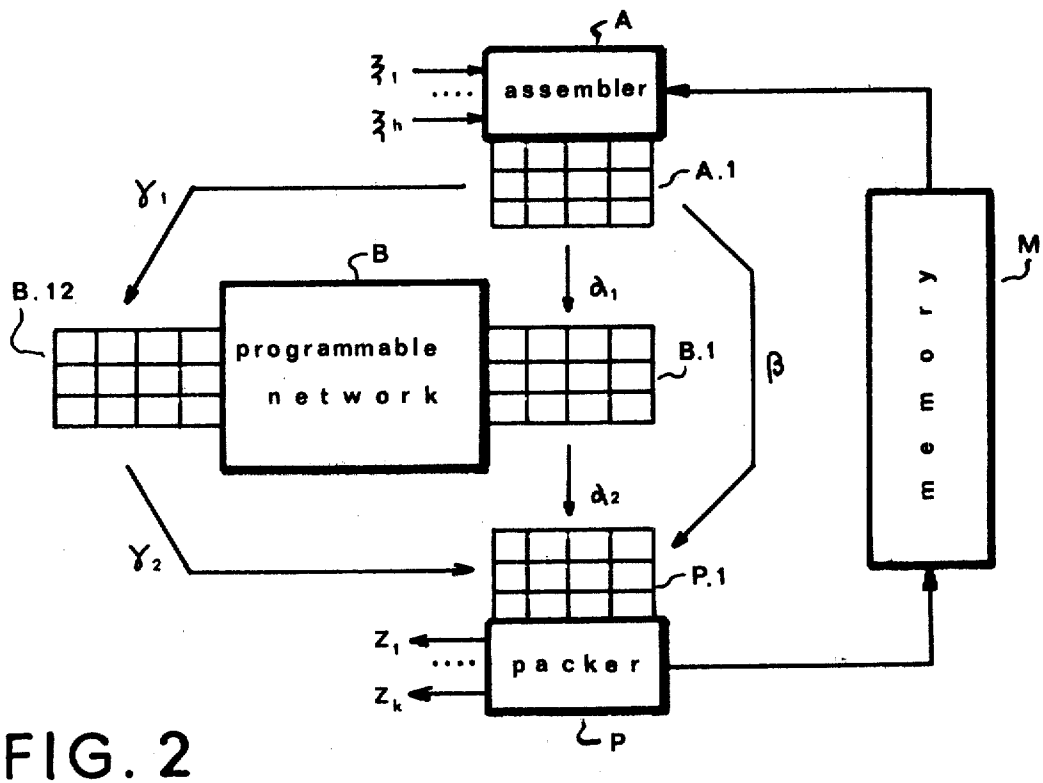 A
ξ1
....
ξh
assembler
A.1
γ1
B
α1
B.12
programmable
network
B.1
β
memory
M
α2
γ2
P.1
Z1
....
Zk
packer
P
FIG. 2